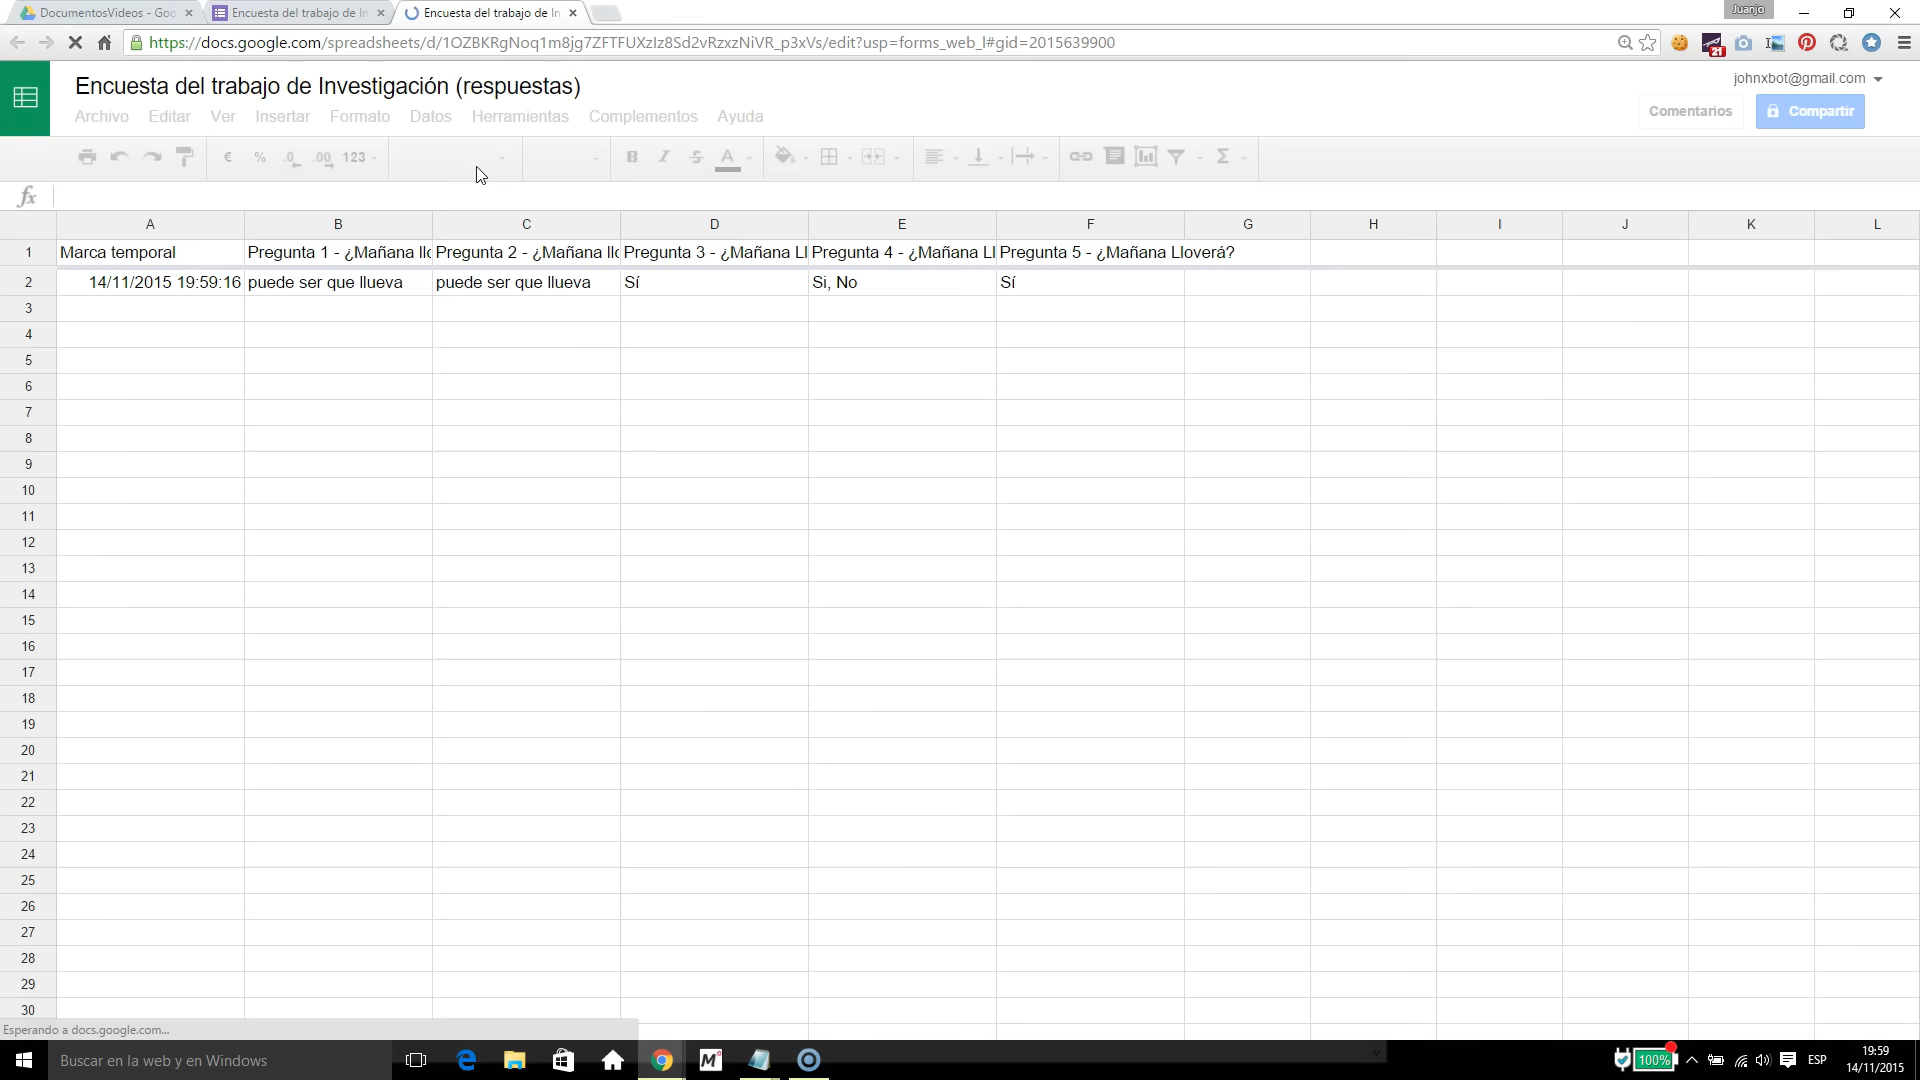 DocumentosVideos - Goo
Encuesta del trabajo de In
Encuesta del trabajo de In
Juanjo
https://docs.google.com/spreadsheets/d/1OZBKRgNoq1m8jg7ZFTFUXzIz8Sd2vRzxzNiVR_p3xVs/edit?usp=forms_web_l#gid=2015639900
21
Encuesta del trabajo de Investigación (respuestas)
johnxbot@gmail.com
Archivo Editar Ver Insertar Formato Datos Herramientas Complementos Ayuda
Comentarios
Compartir
€ % .0 .00 123
B I S A Σ
fx
A B C D E F G H I J K L
1 Marca temporal Pregunta 1 - ¿Mañana llo Pregunta 2 - ¿Mañana llo Pregunta 3 - ¿Mañana Ll Pregunta 4 - ¿Mañana Ll Pregunta 5 - ¿Mañana Lloverá?
2 14/11/2015 19:59:16 puede ser que llueva puede ser que llueva Sí Si, No Sí
3
4
5
6
7
8
9
10
11
12
13
14
15
16
17
18
19
20
21
22
23
24
25
26
27
28
29
30
Esperando a docs.google.com...
Buscar en la web y en Windows
M
100%
ESP
19:59
14/11/2015